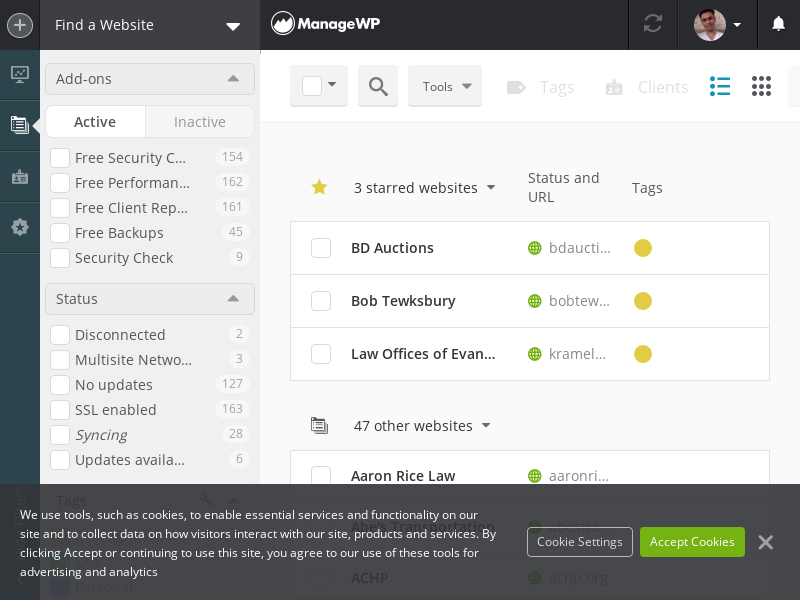 Find a Website
ManageWP
Add-ons
Active
Inactive
Free Security C...
154
Free Performan...
162
Free Client Rep...
161
Free Backups
45
Security Check
9
Status
Disconnected
2
Multisite Netwo...
3
No updates
127
SSL enabled
163
Syncing
28
Updates availa...
6
Tags
Personal
Tools
Tags
Clients
3 starred websites
Status and
URL
Tags
BD Auctions
bdaucti...
Bob Tewksbury
bobtew...
Law Offices of Evan...
kramel...
47 other websites
Aaron Rice Law
aaronri...
Abe's Transportation
ACHP
achp.org
We use tools, such as cookies, to enable essential services and functionality on our
site and to collect data on how visitors interact with our site, products and services. By
clicking Accept or continuing to use this site, you agree to our use of these tools for
advertising and analytics
Cookie Settings
Accept Cookies